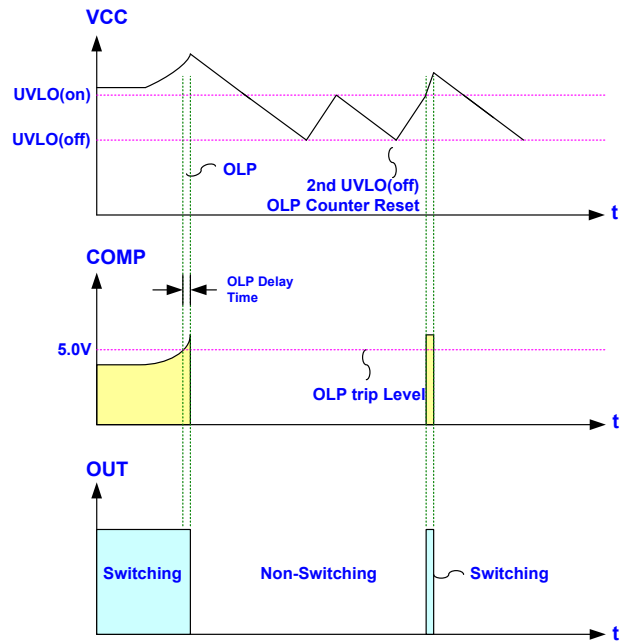 VCC
UVLO(on)
UVLO(off)
OLP
2nd UVLO(off)
OLP Counter Reset
t
COMP
OLP Delay
Time
5.0V
OLP trip Level
t
OUT
Switching
Non-Switching
Switching
t